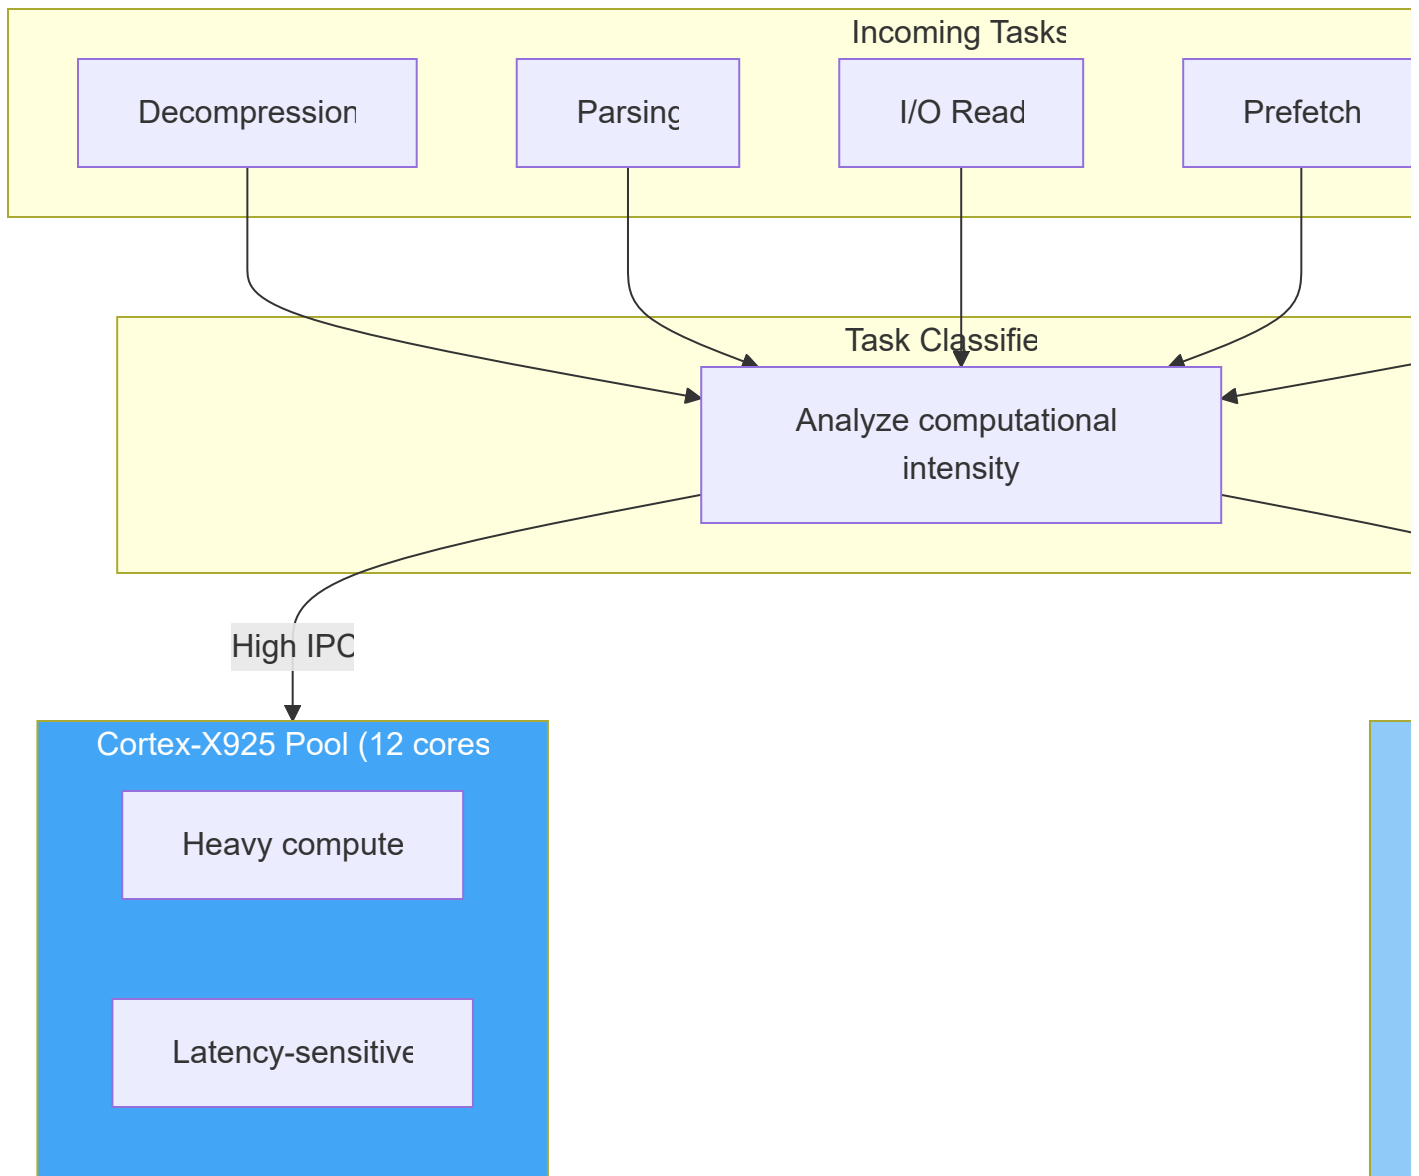 Incoming Tasks
Decompression
Parsing
I/O Read
Prefetch
Task Classifie
Analyze computational
intensity
High IPC
Cortex-X925 Pool (12 cores
Heavy compute
Latency-sensitive